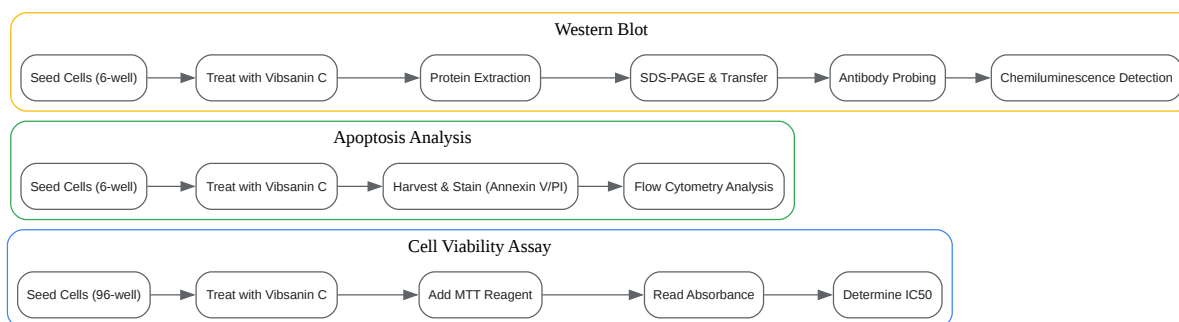 Western Blot
Seed Cells (6-well)
Treat with Vibsanin C
Protein Extraction
SDS-PAGE & Transfer
Antibody Probing
Chemiluminescence Detection
Apoptosis Analysis
Seed Cells (6-well)
Treat with Vibsanin C
Harvest & Stain (Annexin V/PI)
Flow Cytometry Analysis
Cell Viability Assay
Seed Cells (96-well)
Treat with Vibsanin C
Add MTT Reagent
Read Absorbance
Determine IC50